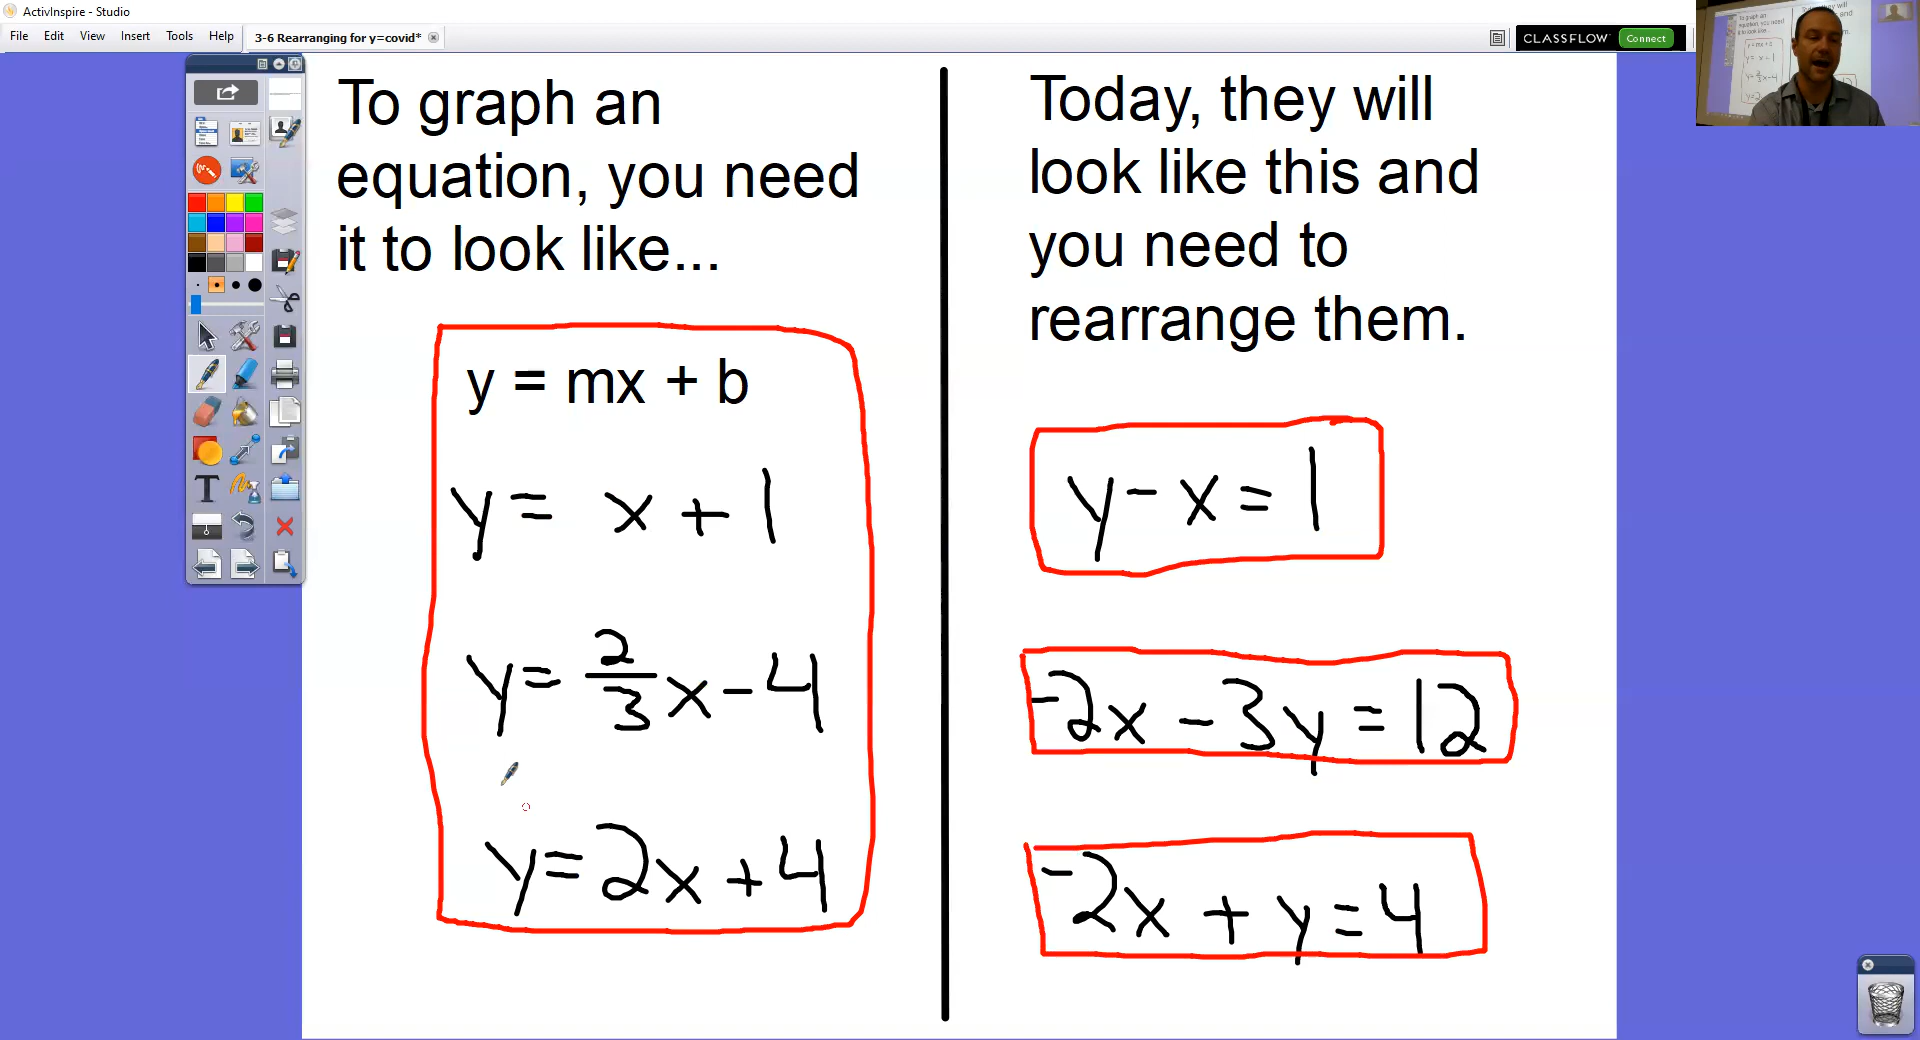 ActivInspire - Studio
File Edit View Insert Tools Help 3-6 Rearranging for y=covid* CLASSFLOW Connect
To graph an
equation, you need
it to look like...
y = mx + b
y = x + 1
y = 2/3 x - 4
y = 2x + 4
Today, they will
look like this and
you need to
rearrange them.
y - x = 1
-2x - 3y = 12
-2x + y = 4